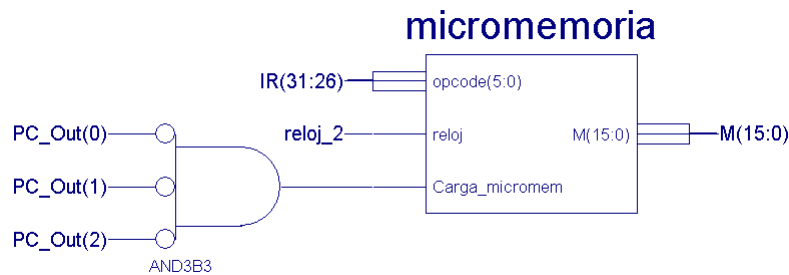 micromemoria
IR(31:26)
opcode(5:0)
PC_Out(0)
reloj_2
reloj
M(15:0)
M(15:0)
PC_Out(1)
Carga_micromem
PC_Out(2)
AND3B3